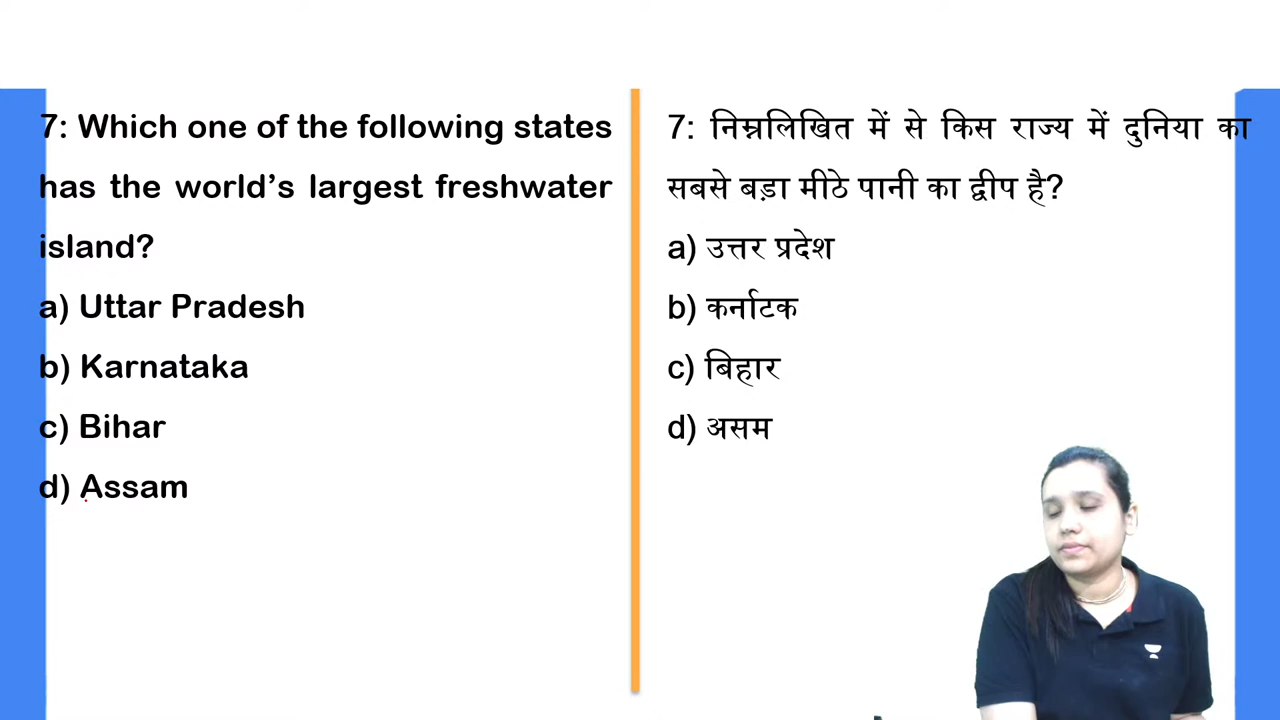 7: Which one of the following states
has the world's largest freshwater
island?
a) Uttar Pradesh
b) Karnataka
c) Bihar
d) Assam
7: निम्नलिखित में से किस राज्य में दुनिया का
सबसे बड़ा मीठे पानी का द्वीप है?
a) उत्तर प्रदेश
b) कर्नाटक
c) बिहार
d) असम